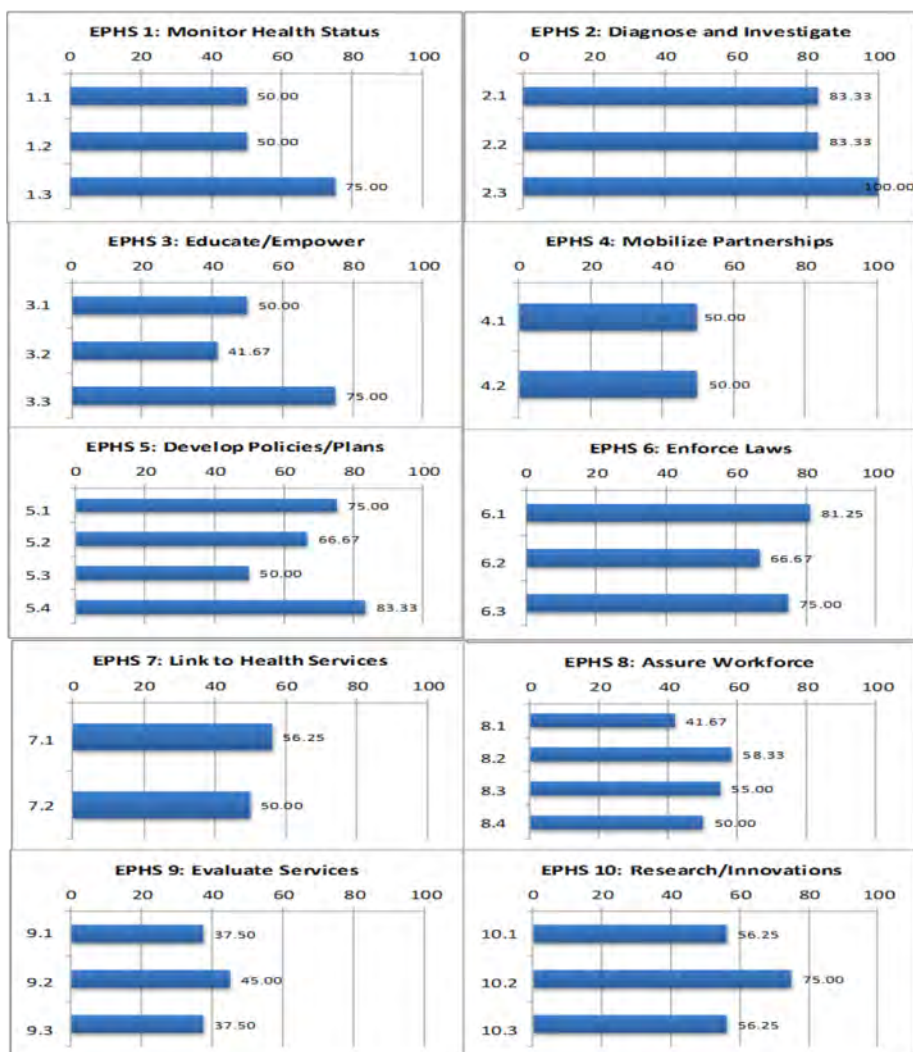 EPHS 1: Monitor Health Status
0 20 40 60 80 100
1.1 50.00
1.2 50.00
1.3 75.00
EPHS 2: Diagnose and Investigate
0 20 40 60 80 100
2.1 83.33
2.2 83.33
2.3 100.00
EPHS 3: Educate/Empower
0 20 40 60 80 100
3.1 50.00
3.2 41.67
3.3 75.00
EPHS 4: Mobilize Partnerships
0 20 40 60 80 100
4.1 50.00
4.2 50.00
EPHS 5: Develop Policies/Plans
0 20 40 60 80 100
5.1 75.00
5.2 66.67
5.3 50.00
5.4 83.33
EPHS 6: Enforce Laws
0 20 40 60 80 100
6.1 81.25
6.2 66.67
6.3 75.00
EPHS 7: Link to Health Services
0 20 40 60 80 100
7.1 56.25
7.2 50.00
EPHS 8: Assure Workforce
0 20 40 60 80 100
8.1 41.67
8.2 58.33
8.3 55.00
8.4 50.00
EPHS 9: Evaluate Services
0 20 40 60 80 100
9.1 37.50
9.2 45.00
9.3 37.50
EPHS 10: Research/Innovations
0 20 40 60 80 100
10.1 56.25
10.2 75.00
10.3 56.25